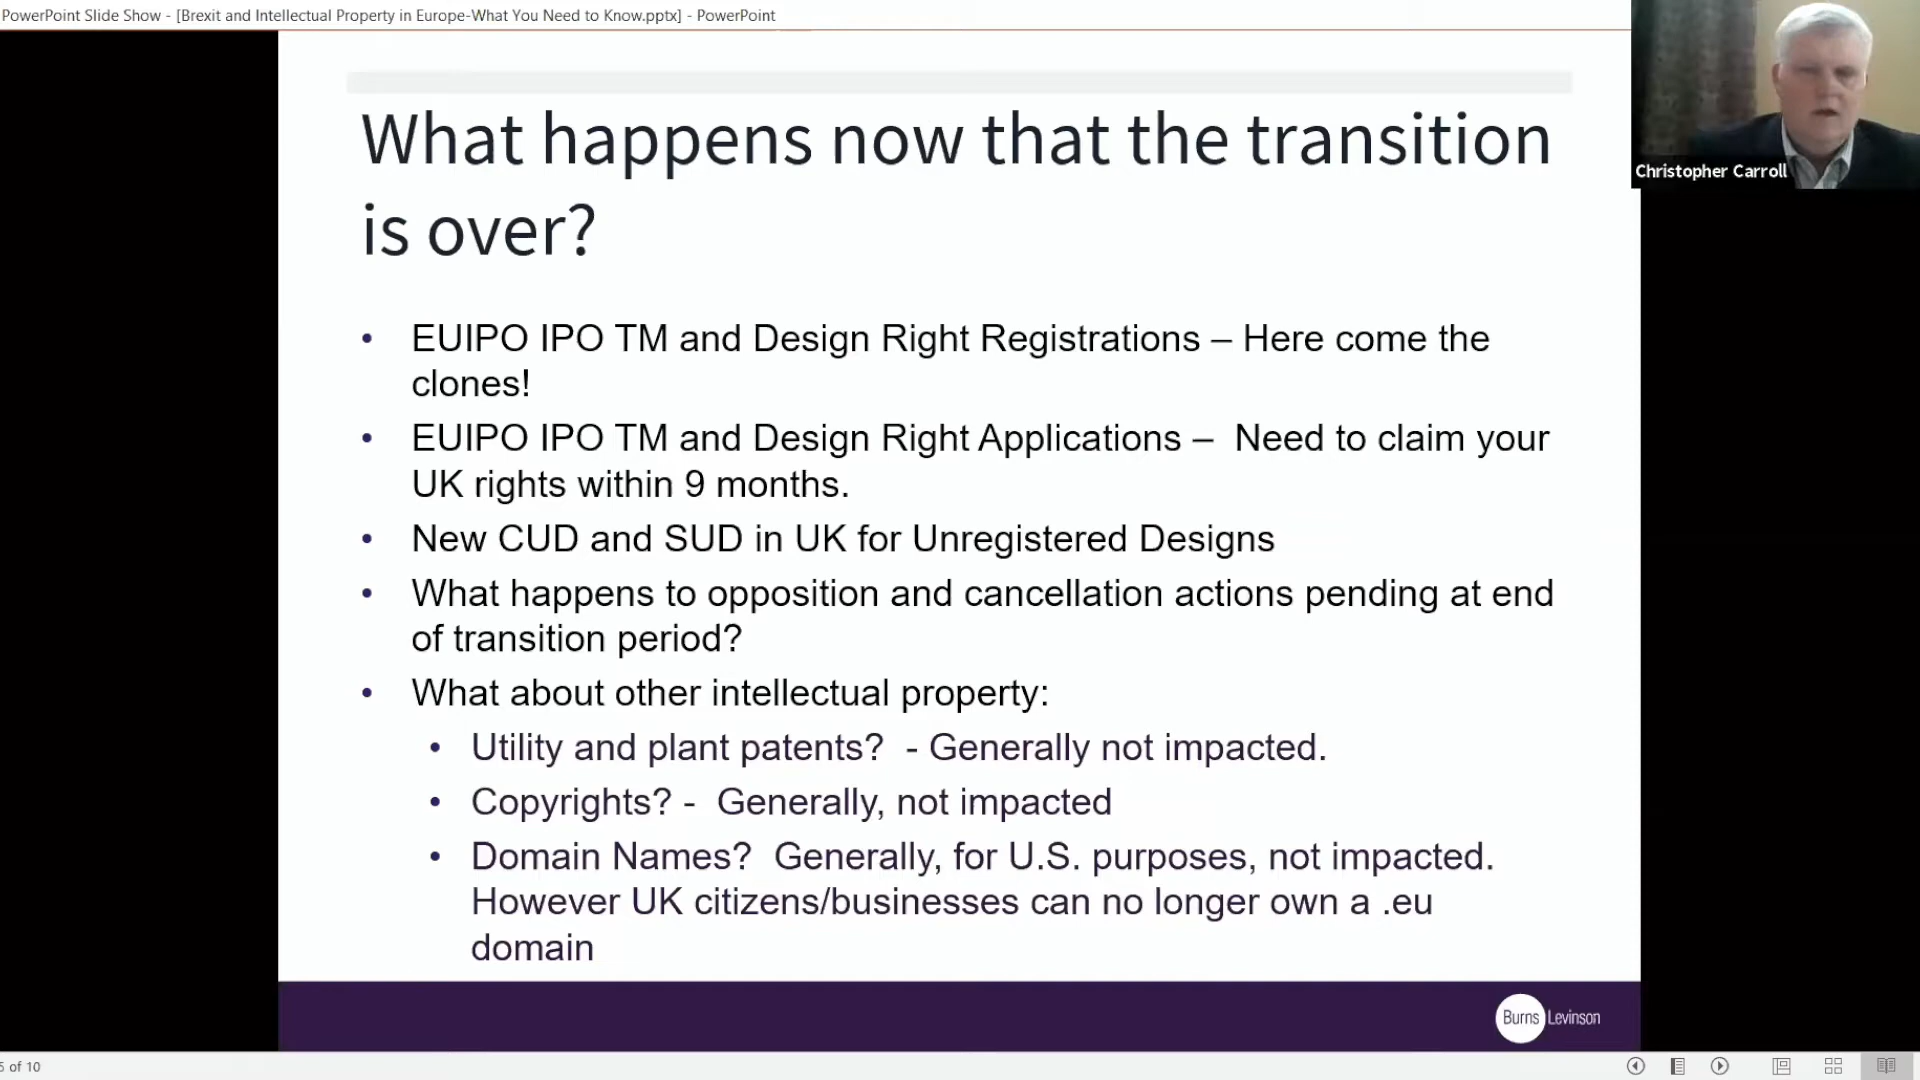 PowerPoint Slide Show - [Brexit and Intellectual Property in Europe-What You Need to Know.pptx] - PowerPoint
Christopher Carroll
What happens now that the transition
is over?
• EUIPO IPO TM and Design Right Registrations – Here come the
clones!
• EUIPO IPO TM and Design Right Applications – Need to claim your
UK rights within 9 months.
• New CUD and SUD in UK for Unregistered Designs
• What happens to opposition and cancellation actions pending at end
of transition period?
• What about other intellectual property:
• Utility and plant patents? - Generally not impacted.
• Copyrights? - Generally, not impacted
• Domain Names? Generally, for U.S. purposes, not impacted.
However UK citizens/businesses can no longer own a .eu
domain
Burns Levinson
of 10